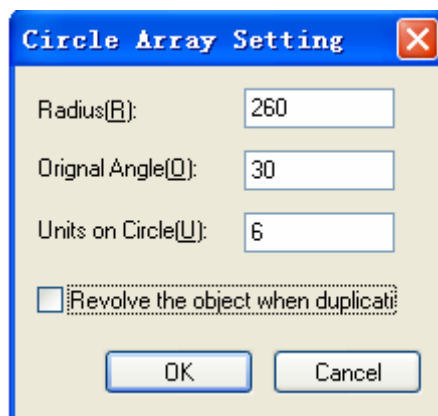 Circle Array Setting
Radius(R): 260
Orignal Angle(O): 30
Units on Circle(U): 6
Revolve the object when duplicati
OK Cancel